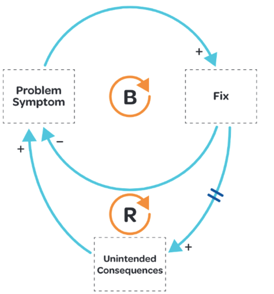 +
Problem
Symptom
B
Fix
+
−
R
Unintended
Consequences
+